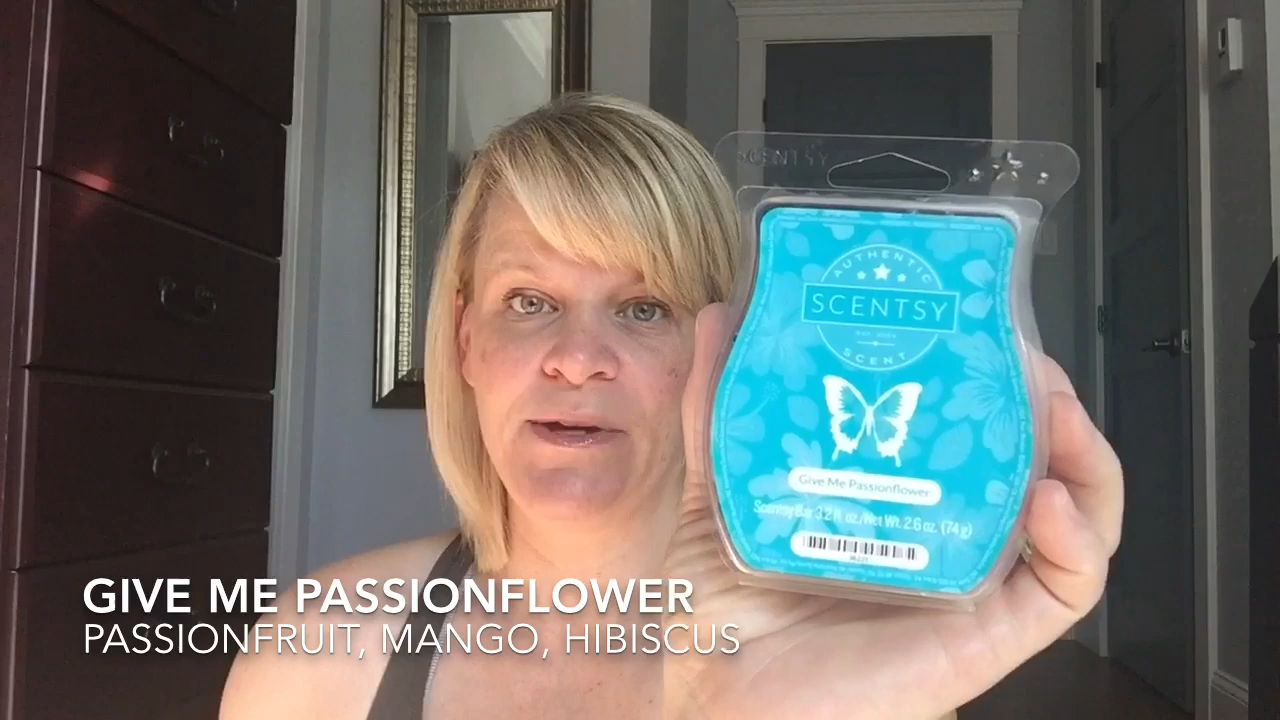 SCENTSY
AUTHENTIC
SCENTSY
SCENT
Give Me Passionflower
Scentsy Bar 3.2 fl. oz./Net Wt. 2.6 oz. (74 g)
GIVE ME PASSIONFLOWER
PASSIONFRUIT, MANGO, HIBISCUS